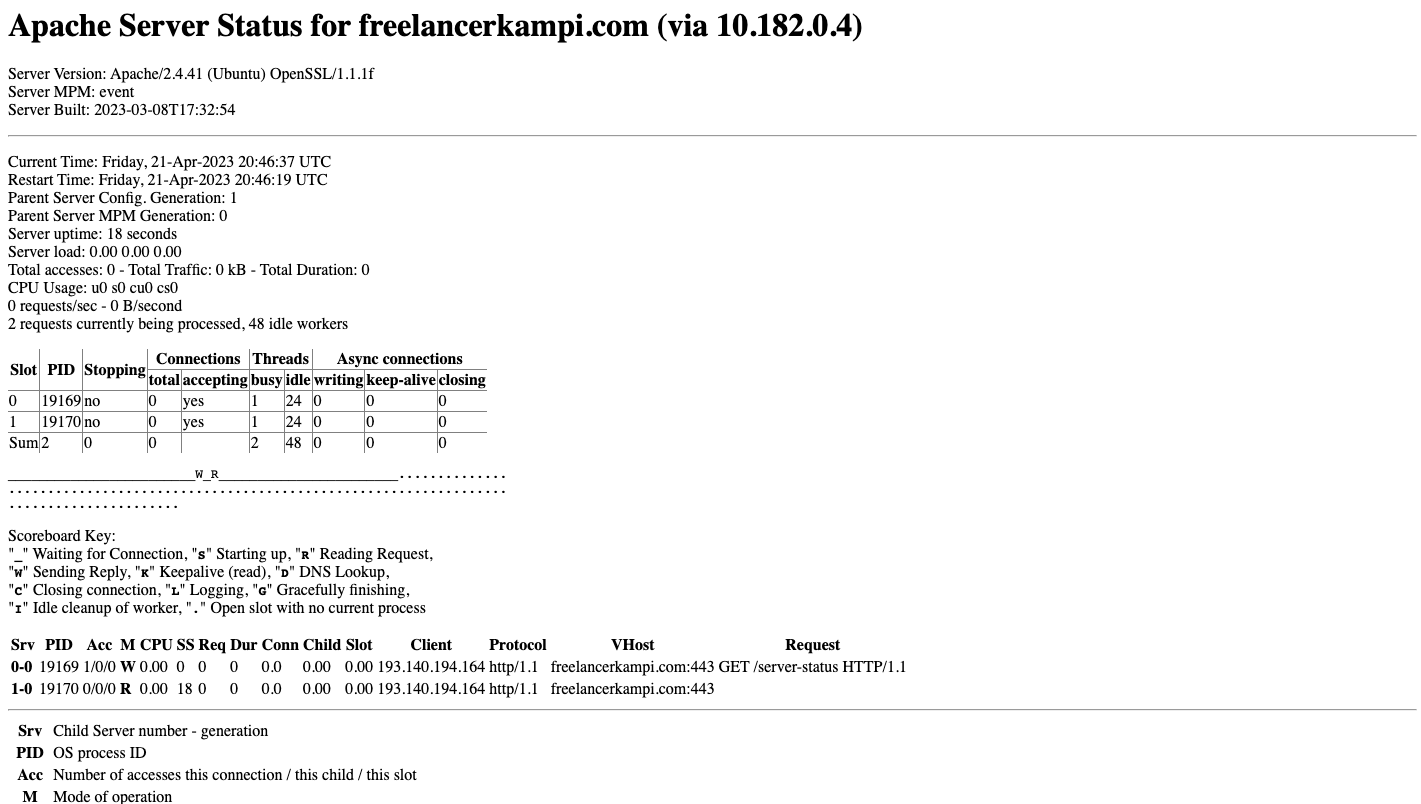 Apache Server Status for freelancerkampi.com (via 10.182.0.4)
Server Version: Apache/2.4.41 (Ubuntu) OpenSSL/1.1.1f
Server MPM: event
Server Built: 2023-03-08T17:32:54
Current Time: Friday, 21-Apr-2023 20:46:37 UTC
Restart Time: Friday, 21-Apr-2023 20:46:19 UTC
Parent Server Config. Generation: 1
Parent Server MPM Generation: 0
Server uptime: 18 seconds
Server load: 0.00 0.00 0.00
Total accesses: 0 - Total Traffic: 0 kB - Total Duration: 0
CPU Usage: u0 s0 cu0 cs0
0 requests/sec - 0 B/second
2 requests currently being processed, 48 idle workers
Slot PID Stopping Connections Threads Async connections
total accepting busy idle writing keep-alive closing
0 19169 no 0 yes 1 24 0 0 0
1 19170 no 0 yes 1 24 0 0 0
Sum 2 0 0 2 48 0 0 0
________________________W_R_______________________..............
................................................................
......................
Scoreboard Key:
"_" Waiting for Connection, "S" Starting up, "R" Reading Request,
"W" Sending Reply, "K" Keepalive (read), "D" DNS Lookup,
"C" Closing connection, "L" Logging, "G" Gracefully finishing,
"I" Idle cleanup of worker, "." Open slot with no current process
Srv PID Acc M CPU SS Req Dur Conn Child Slot Client Protocol VHost Request
0-0 19169 1/0/0 W 0.00 0 0 0 0.0 0.00 0.00 193.140.194.164 http/1.1 freelancerkampi.com:443 GET /server-status HTTP/1.1
1-0 19170 0/0/0 R 0.00 18 0 0 0.0 0.00 0.00 193.140.194.164 http/1.1 freelancerkampi.com:443
Srv Child Server number - generation
PID OS process ID
Acc Number of accesses this connection / this child / this slot
M Mode of operation